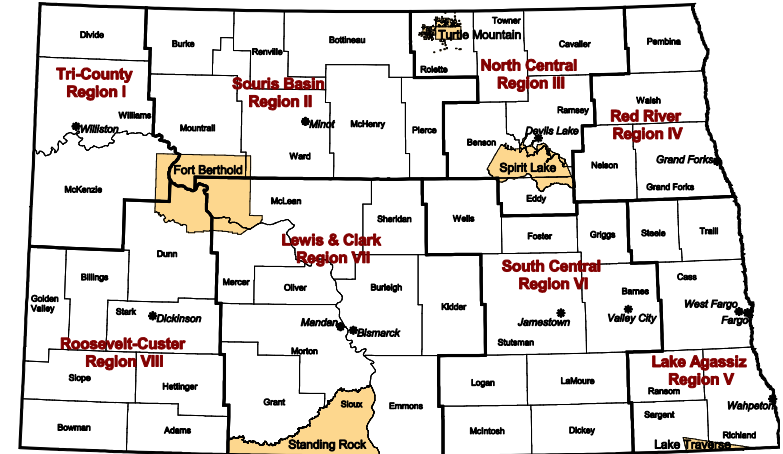 Towner
Divide
Burke
Renville
Bottineau
Turtle Mountain
Cavalier
Pembina
Rolette
North Central
Region III
Tri-County
Region I
Souris Basin
Region II
Williams
Williston
Mountrall
Minot
McHenry
Ward
Pierce
Ramsey
Walsh
Red River
Region IV
Benson
Devils Lake
Nelson
Grand Forks
Grand Forks
Spirit Lake
Fort Berthold
McKenzie
McLean
Sheridan
Wells
Eddy
Foster
Griggs
Steele
Traill
Dunn
Lewis & Clark
Region VII
South Central
Region VI
Billings
Mercer
Oliver
Burleigh
Kidder
Barnes
Cass
Golden
Valley
Stark
Dickinson
Mandan
Bismarck
Jamestown
Valley City
West Fargo
Fargo
Stutsman
Roosevelt-Custer
Region VIII
Morton
Lake Agassiz
Region V
Slope
Hettinger
Grant
Sioux
Emmons
Logan
LaMoure
Ransom
Wahpeton
Bowman
Adams
Standing Rock
McIntosh
Dickey
Sargent
Richland
Lake Traverse